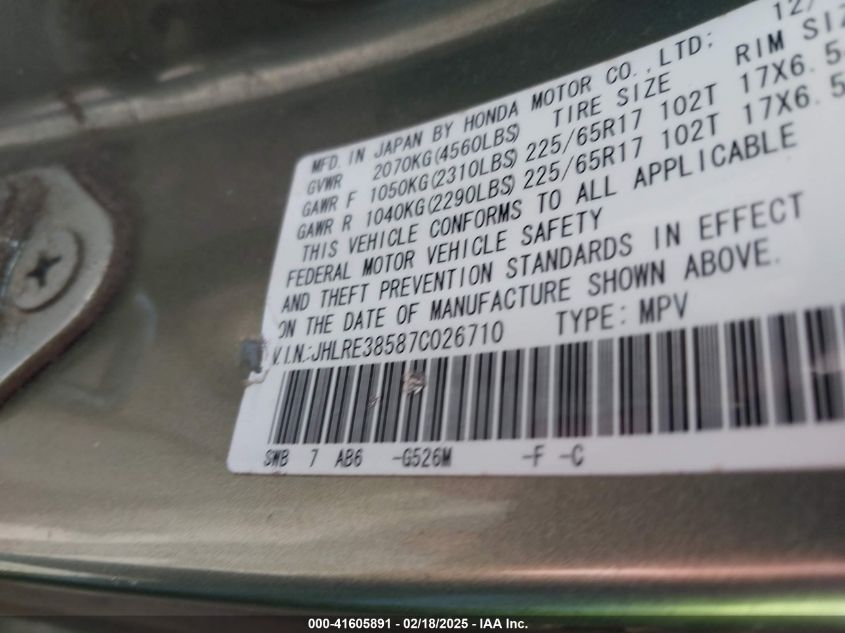 12/
MFD. IN JAPAN BY HONDA MOTOR CO.,LTD;
GVWR 2070KG(4560LBS) TIRE SIZE RIM SIZ
GAWR F 1050KG(2310LBS) 225/65R17 102T 17X6.5
GAWR R 1040KG(2290LBS) 225/65R17 102T 17X6.5
THIS VEHICLE CONFORMS TO ALL APPLICABLE
FEDERAL MOTOR VEHICLE SAFETY
AND THEFT PREVENTION STANDARDS IN EFFECT
ON THE DATE OF MANUFACTURE SHOWN ABOVE.
V.I.N.:JHLRE38587C026710 TYPE: MPV
SWB 7 AB6 -G526M -F -C
000-41605891 - 02/18/2025 - IAA Inc.